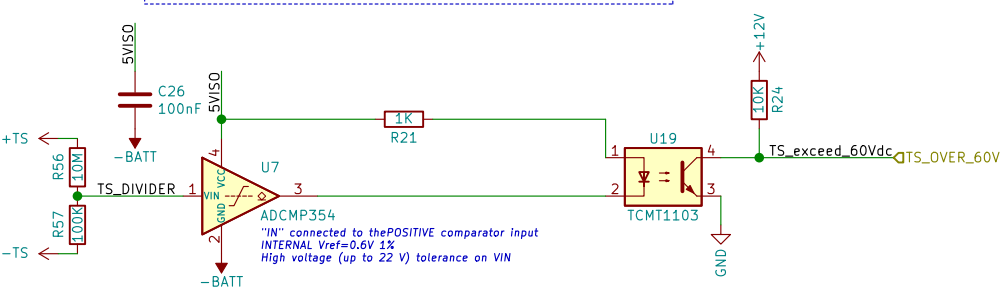 +12V
5VISO
C26
100nF
5VISO
10K
R24
1K
R21
-BATT
+TS
R56
10M
U19
1
4
TS_exceed_60Vdc
TS_OVER_60V
4
VCC
U7
TS_DIVIDER
1
VIN
3
2
3
GND
2
ADCMP354
TCMT1103
R57
100K
"IN" connected to thePOSITIVE comparator input
INTERNAL Vref=0.6V 1%
High voltage (up to 22 V) tolerance on VIN
-TS
-BATT
GND